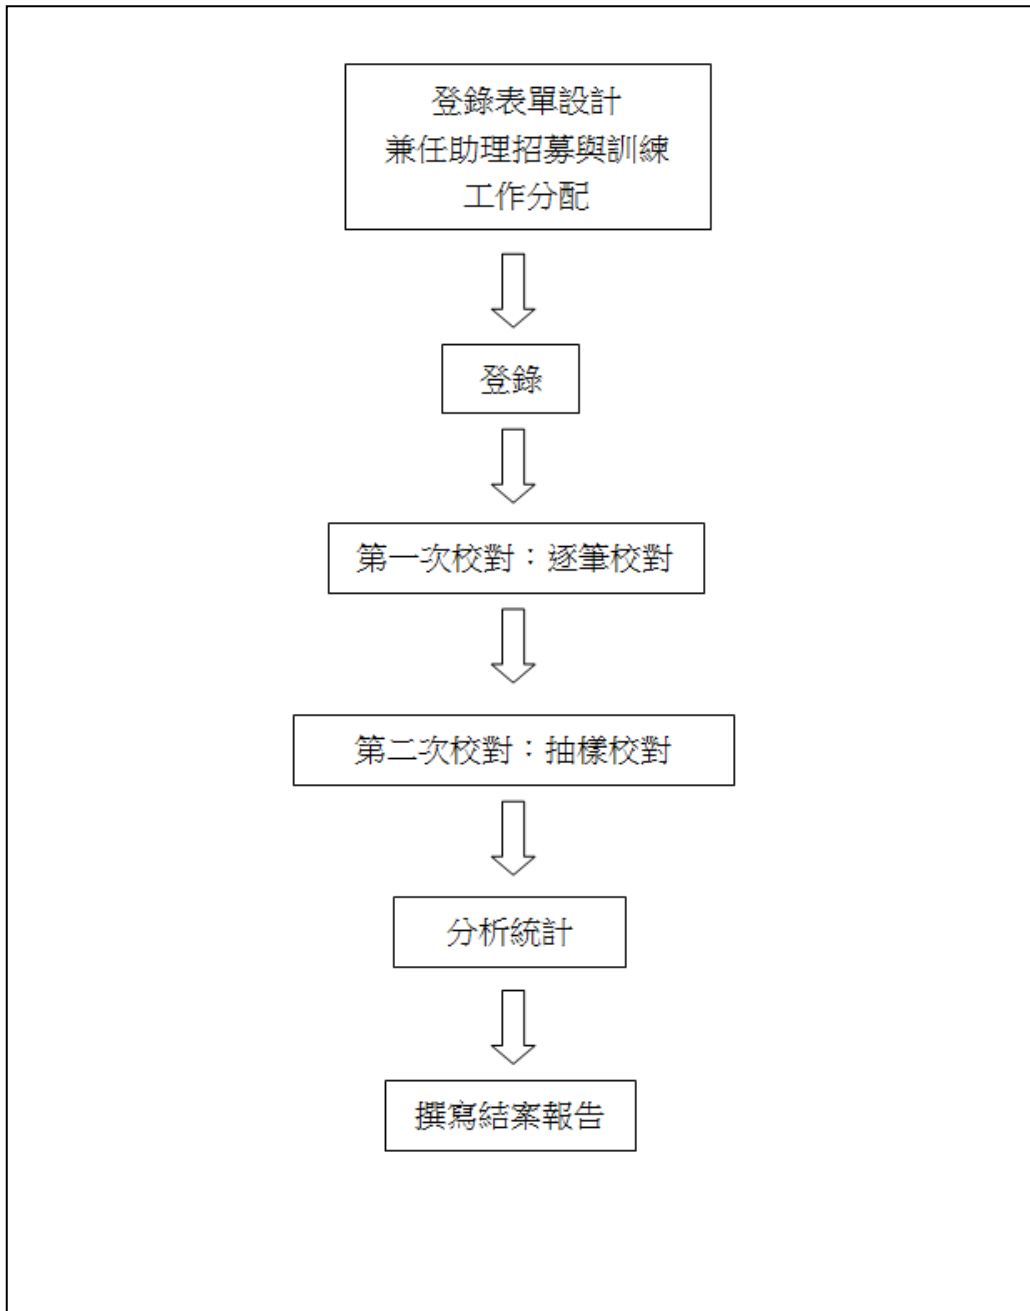 登錄表單設計
兼任助理招募與訓練
工作分配
登錄
第一次校對：逐筆校對
第二次校對：抽樣校對
分析統計
撰寫結案報告